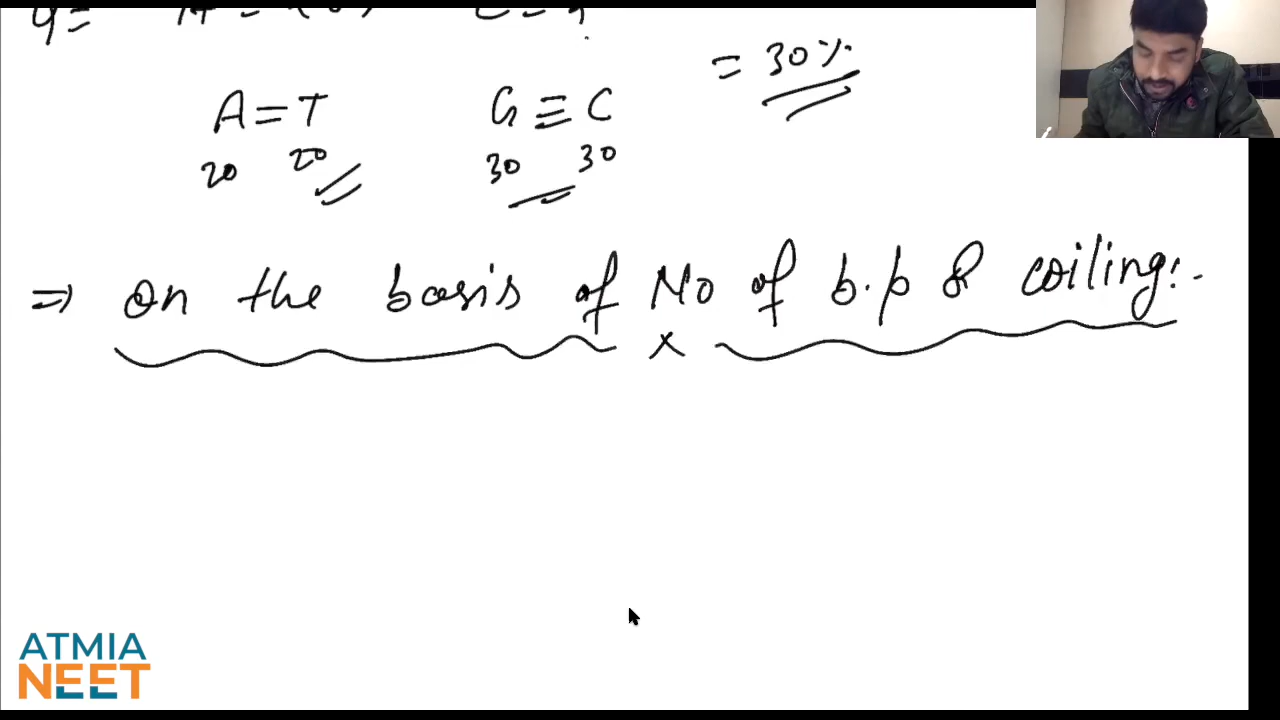 = 30%
A=T G≡C
20 20 30 30
⇒ On the basis of No of b.p & coiling:-
x
ATMIA
NEET